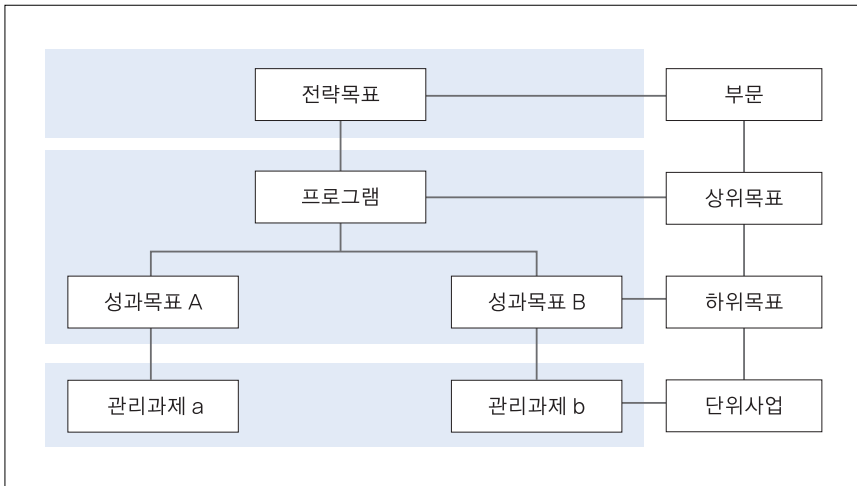 전략목표
부문
프로그램
상위목표
성과목표 A
성과목표 B
하위목표
관리과제 a
관리과제 b
단위사업